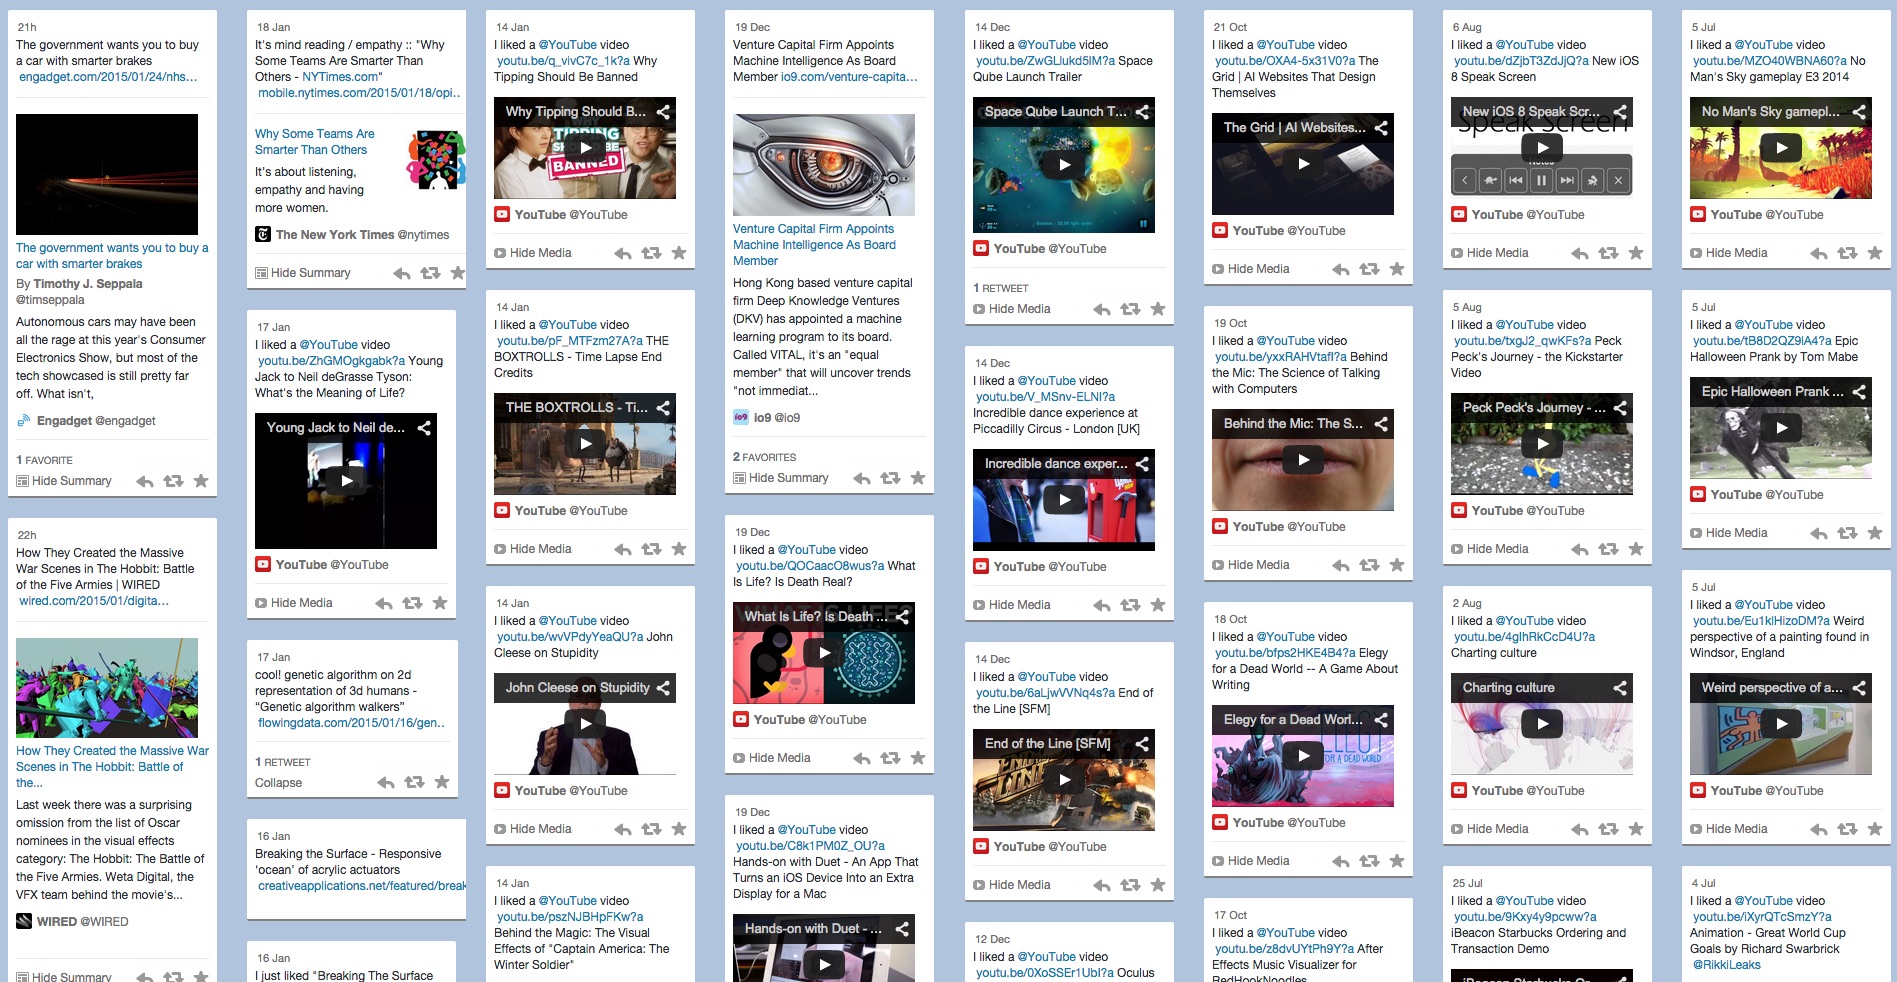 21h
The government wants you to buy
a car with smarter brakes
engadget.com/2015/01/24/nhs...
The government wants you to buy a
car with smarter brakes
By Timothy J. Seppala
@timseppala
Autonomous cars may have been
all the rage at this year's Consumer
Electronics Show, but most of the
tech showcased is still pretty far
off. What isn't,
Engadget @engadget
1 FAVORITE
Hide Summary
22h
How They Created the Massive
War Scenes in The Hobbit: Battle
of the Five Armies | WIRED
wired.com/2015/01/digita...
How They Created the Massive War
Scenes in The Hobbit: Battle of
the...
Last week there was a surprising
omission from the list of Oscar
nominees in the visual effects
category: The Hobbit: The Battle of
the Five Armies. Weta Digital, the
VFX team behind the movie's...
WIRED @WIRED
Hide Summary
18 Jan
It's mind reading / empathy :: "Why
Some Teams Are Smarter Than
Others - NYTimes.com"
mobile.nytimes.com/2015/01/18/opi..
Why Some Teams Are
Smarter Than Others
It's about listening,
empathy and having
more women.
The New York Times @nytimes
Hide Summary
17 Jan
I liked a @YouTube video
youtu.be/ZhGMOgkgabk?a Young
Jack to Neil deGrasse Tyson:
What's the Meaning of Life?
Young Jack to Neil de...
YouTube @YouTube
Hide Media
17 Jan
cool! genetic algorithm on 2d
representation of 3d humans -
"Genetic algorithm walkers"
flowingdata.com/2015/01/16/gen..
1 RETWEET
Collapse
16 Jan
Breaking the Surface - Responsive
'ocean' of acrylic actuators
creativeapplications.net/featured/break
16 Jan
I just liked "Breaking The Surface
14 Jan
I liked a @YouTube video
youtu.be/q_vivC7c_1k?a Why
Tipping Should Be Banned
Why Tipping Should B...
TIPPING
SHOULD BE
BANNED
YouTube @YouTube
Hide Media
14 Jan
I liked a @YouTube video
youtu.be/pF_MTFzm27A?a THE
BOXTROLLS - Time Lapse End
Credits
THE BOXTROLLS - Ti...
YouTube @YouTube
Hide Media
14 Jan
I liked a @YouTube video
youtu.be/wvVPdyYeaQU?a John
Cleese on Stupidity
John Cleese on Stupidity
YouTube @YouTube
Hide Media
14 Jan
I liked a @YouTube video
youtu.be/pszNJBHpFKw?a
Behind the Magic: The Visual
Effects of "Captain America: The
Winter Soldier"
19 Dec
Venture Capital Firm Appoints
Machine Intelligence As Board
Member io9.com/venture-capita...
Venture Capital Firm Appoints
Machine Intelligence As Board
Member
Hong Kong based venture capital
firm Deep Knowledge Ventures
(DKV) has appointed a machine
learning program to its board.
Called VITAL, it's an "equal
member" that will uncover trends
"not immediat...
io9 @io9
2 FAVORITES
Hide Summary
19 Dec
I liked a @YouTube video
youtu.be/QOCaacO8wus?a What
Is Life? Is Death Real?
What Is Life? Is Death ...
YouTube @YouTube
Hide Media
19 Dec
I liked a @YouTube video
youtu.be/C8k1PM0Z_OU?a
Hands-on with Duet - An App That
Turns an iOS Device Into an Extra
Display for a Mac
Hands-on with Duet - ...
14 Dec
I liked a @YouTube video
youtu.be/ZwGLlukd5lM?a Space
Qube Launch Trailer
Space Qube Launch T...
YouTube @YouTube
1 RETWEET
Hide Media
14 Dec
I liked a @YouTube video
youtu.be/V_MSnv-ELNI?a
Incredible dance experience at
Piccadilly Circus - London [UK]
Incredible dance exper...
YouTube @YouTube
Hide Media
14 Dec
I liked a @YouTube video
youtu.be/6aLjwVVNq4s?a End of
the Line [SFM]
End of the Line [SFM]
YouTube @YouTube
Hide Media
12 Dec
I liked a @YouTube video
youtu.be/0XoSSEr1UbI?a Oculus
21 Oct
I liked a @YouTube video
youtu.be/OXA4-5x31V0?a The
Grid | AI Websites That Design
Themselves
The Grid | AI Websites...
YouTube @YouTube
Hide Media
19 Oct
I liked a @YouTube video
youtu.be/yxxRAHVtafI?a Behind
the Mic: The Science of Talking
with Computers
Behind the Mic: The S...
YouTube @YouTube
Hide Media
18 Oct
I liked a @YouTube video
youtu.be/bfps2HKE4B4?a Elegy
for a Dead World -- A Game About
Writing
Elegy for a Dead Worl...
FOR A DEAD WORLD
YouTube @YouTube
Hide Media
17 Oct
I liked a @YouTube video
youtu.be/z8dvUYtPh9Y?a After
Effects Music Visualizer for
RedHookNoodles
6 Aug
I liked a @YouTube video
youtu.be/dZjbT3ZdJjQ?a New iOS
8 Speak Screen
New iOS 8 Speak Scr...
Speak Screen
Notes
YouTube @YouTube
Hide Media
5 Aug
I liked a @YouTube video
youtu.be/txgJ2_qwKFs?a Peck
Peck's Journey - the Kickstarter
Video
Peck Peck's Journey - ...
YouTube @YouTube
Hide Media
2 Aug
I liked a @YouTube video
youtu.be/4gIhRkCcD4U?a
Charting culture
Charting culture
YouTube @YouTube
Hide Media
25 Jul
I liked a @YouTube video
youtu.be/9Kxy4y9pcww?a
iBeacon Starbucks Ordering and
Transaction Demo
5 Jul
I liked a @YouTube video
youtu.be/MZO40WBNA60?a No
Man's Sky gameplay E3 2014
No Man's Sky gamepl...
YouTube @YouTube
Hide Media
5 Jul
I liked a @YouTube video
youtu.be/tB8D2QZ9lA4?a Epic
Halloween Prank by Tom Mabe
Epic Halloween Prank ...
YouTube @YouTube
Hide Media
5 Jul
I liked a @YouTube video
youtu.be/Eu1klHizoDM?a Weird
perspective of a painting found in
Windsor, England
Weird perspective of a...
YouTube @YouTube
Hide Media
4 Jul
I liked a @YouTube video
youtu.be/iXyrQTcSmzY?a
Animation - Great World Cup
Goals by Richard Swarbrick
@RikkiLeaks